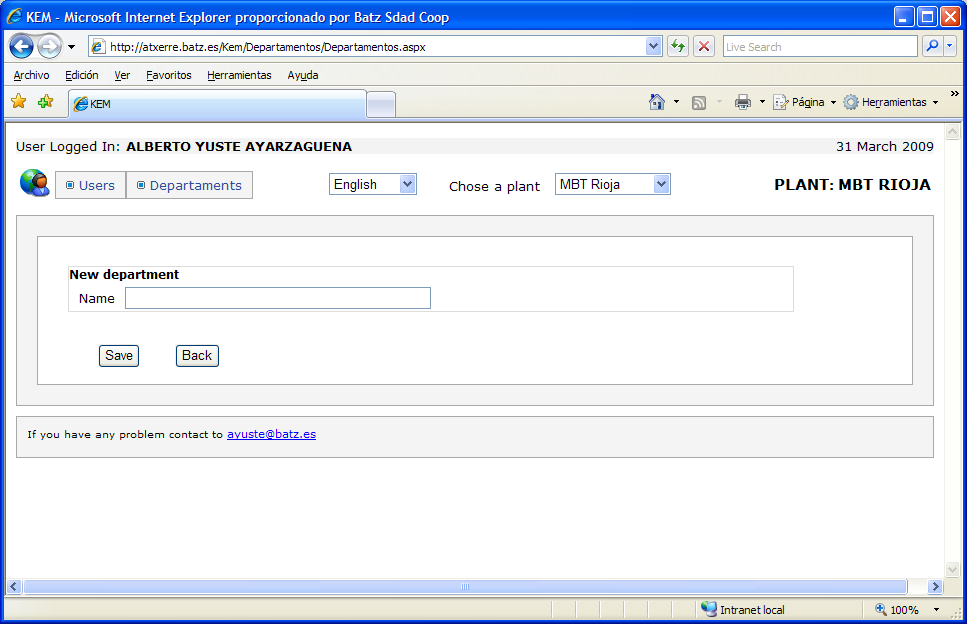 KEM - Microsoft Internet Explorer proporcionado por Batz Sdad Coop
http://atxerre.batz.es/Kem/Departamentos/Departamentos.aspx
Live Search
Archivo Edición Ver Favoritos Herramientas Ayuda
KEM
Página Herramientas
User Logged In: ALBERTO YUSTE AYARZAGUENA 31 March 2009
Users Departaments English Chose a plant MBT Rioja PLANT: MBT RIOJA
New department
Name
Save Back
If you have any problem contact to ayuste@batz.es
Intranet local 100%